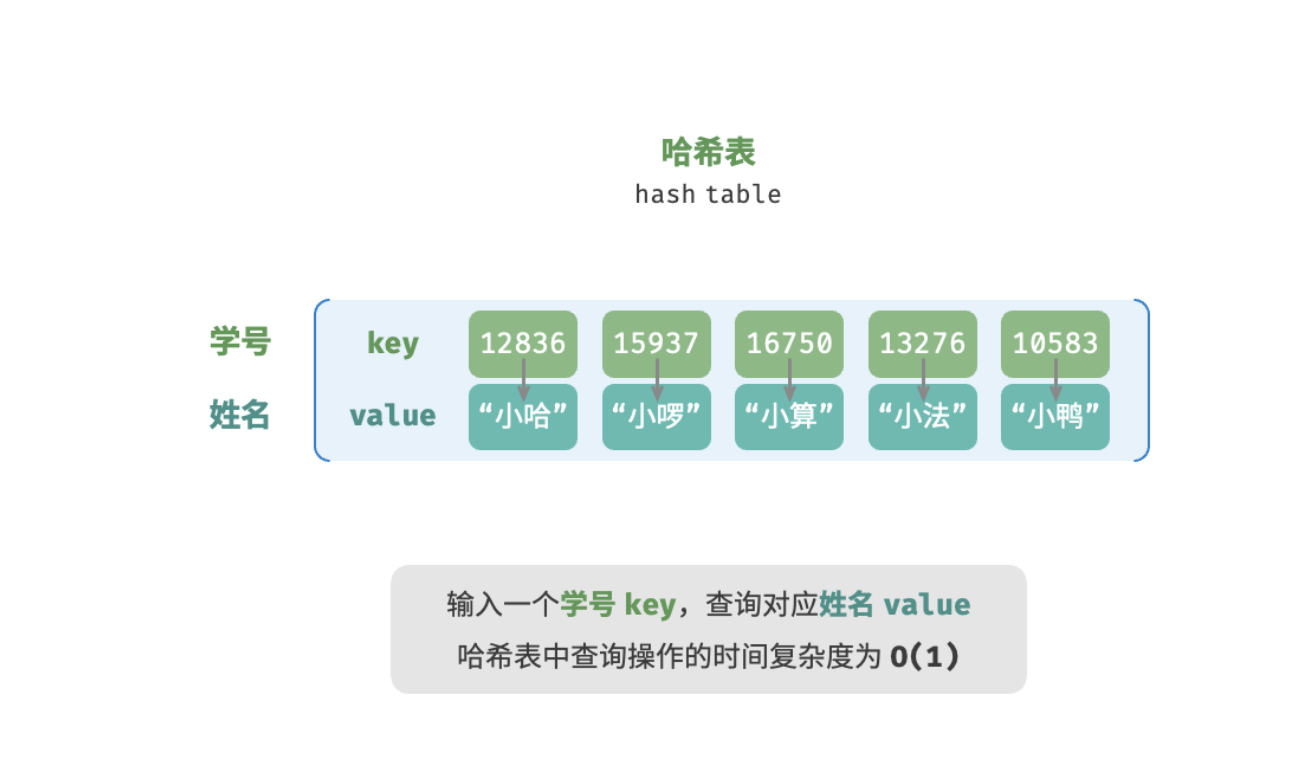 哈希表
hash table
学号 key 12836 15937 16750 13276 10583
姓名 value “小哈” “小啰” “小算” “小法” “小鸭”
输入一个学号 key，查询对应姓名 value
哈希表中查询操作的时间复杂度为 O(1)